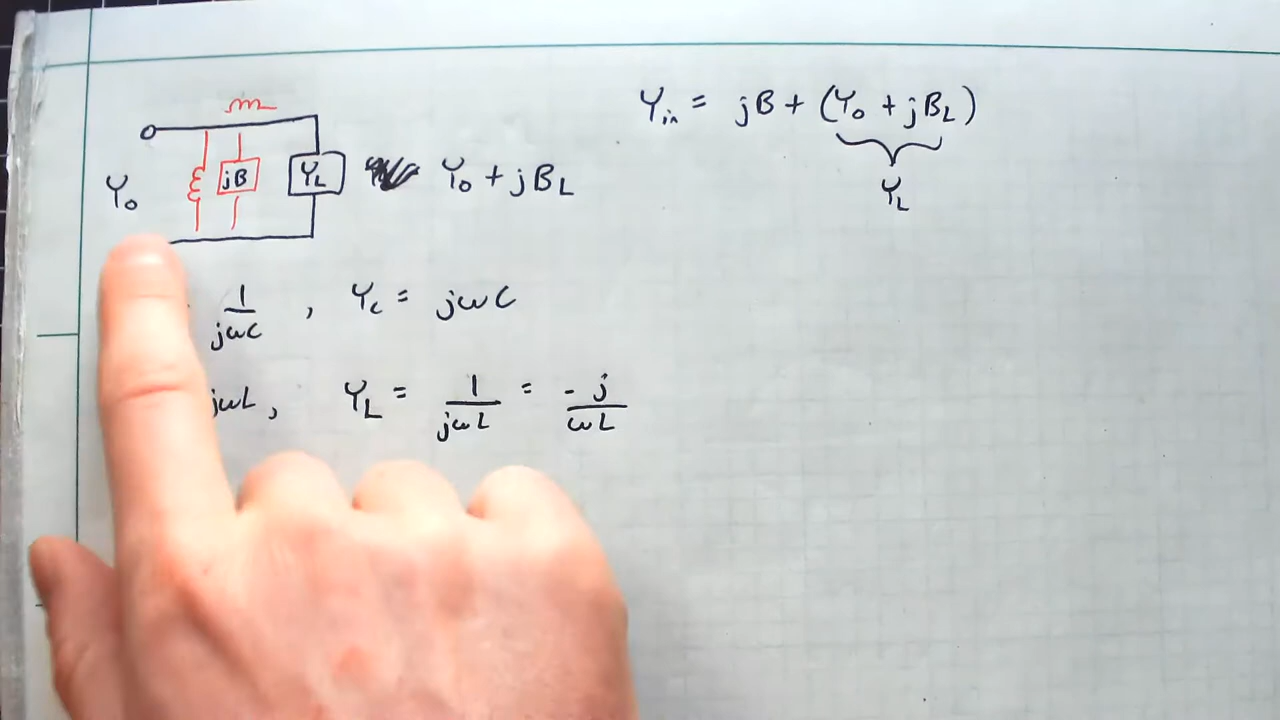 Y_in = jB + (Y_0 + jB_L)
Y_L
jB
Y_L
Y_0 + jB_L
Y_0
1/jωC , Y_C = jωC
jωL, Y_L = 1/jωL = -j/ωL